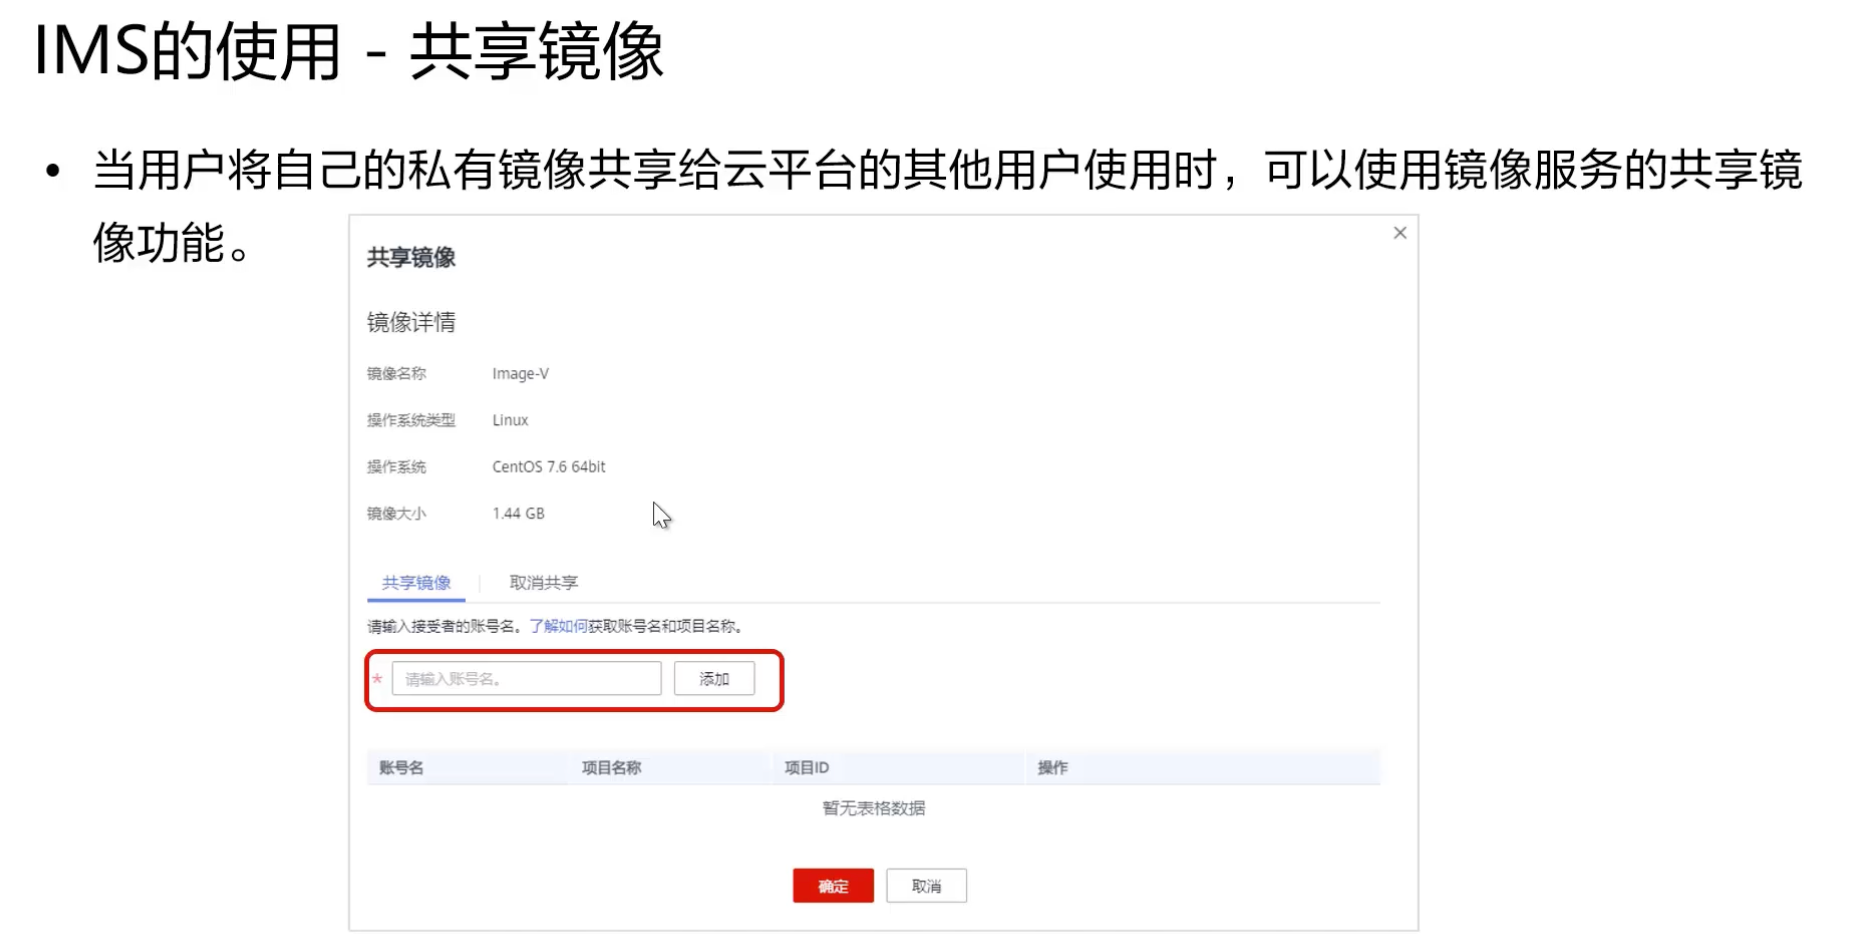 IMS的使用 - 共享镜像
• 当用户将自己的私有镜像共享给云平台的其他用户使用时，可以使用镜像服务的共享镜
像功能。
共享镜像
镜像详情
镜像名称 Image-V
操作系统类型 Linux
操作系统 CentOS 7.6 64bit
镜像大小 1.44 GB
共享镜像 取消共享
请输入接受者的账号名。了解如何获取账号名和项目名称。
* 请输入账号名。 添加
账号名 项目名称 项目ID 操作
暂无表格数据
确定 取消